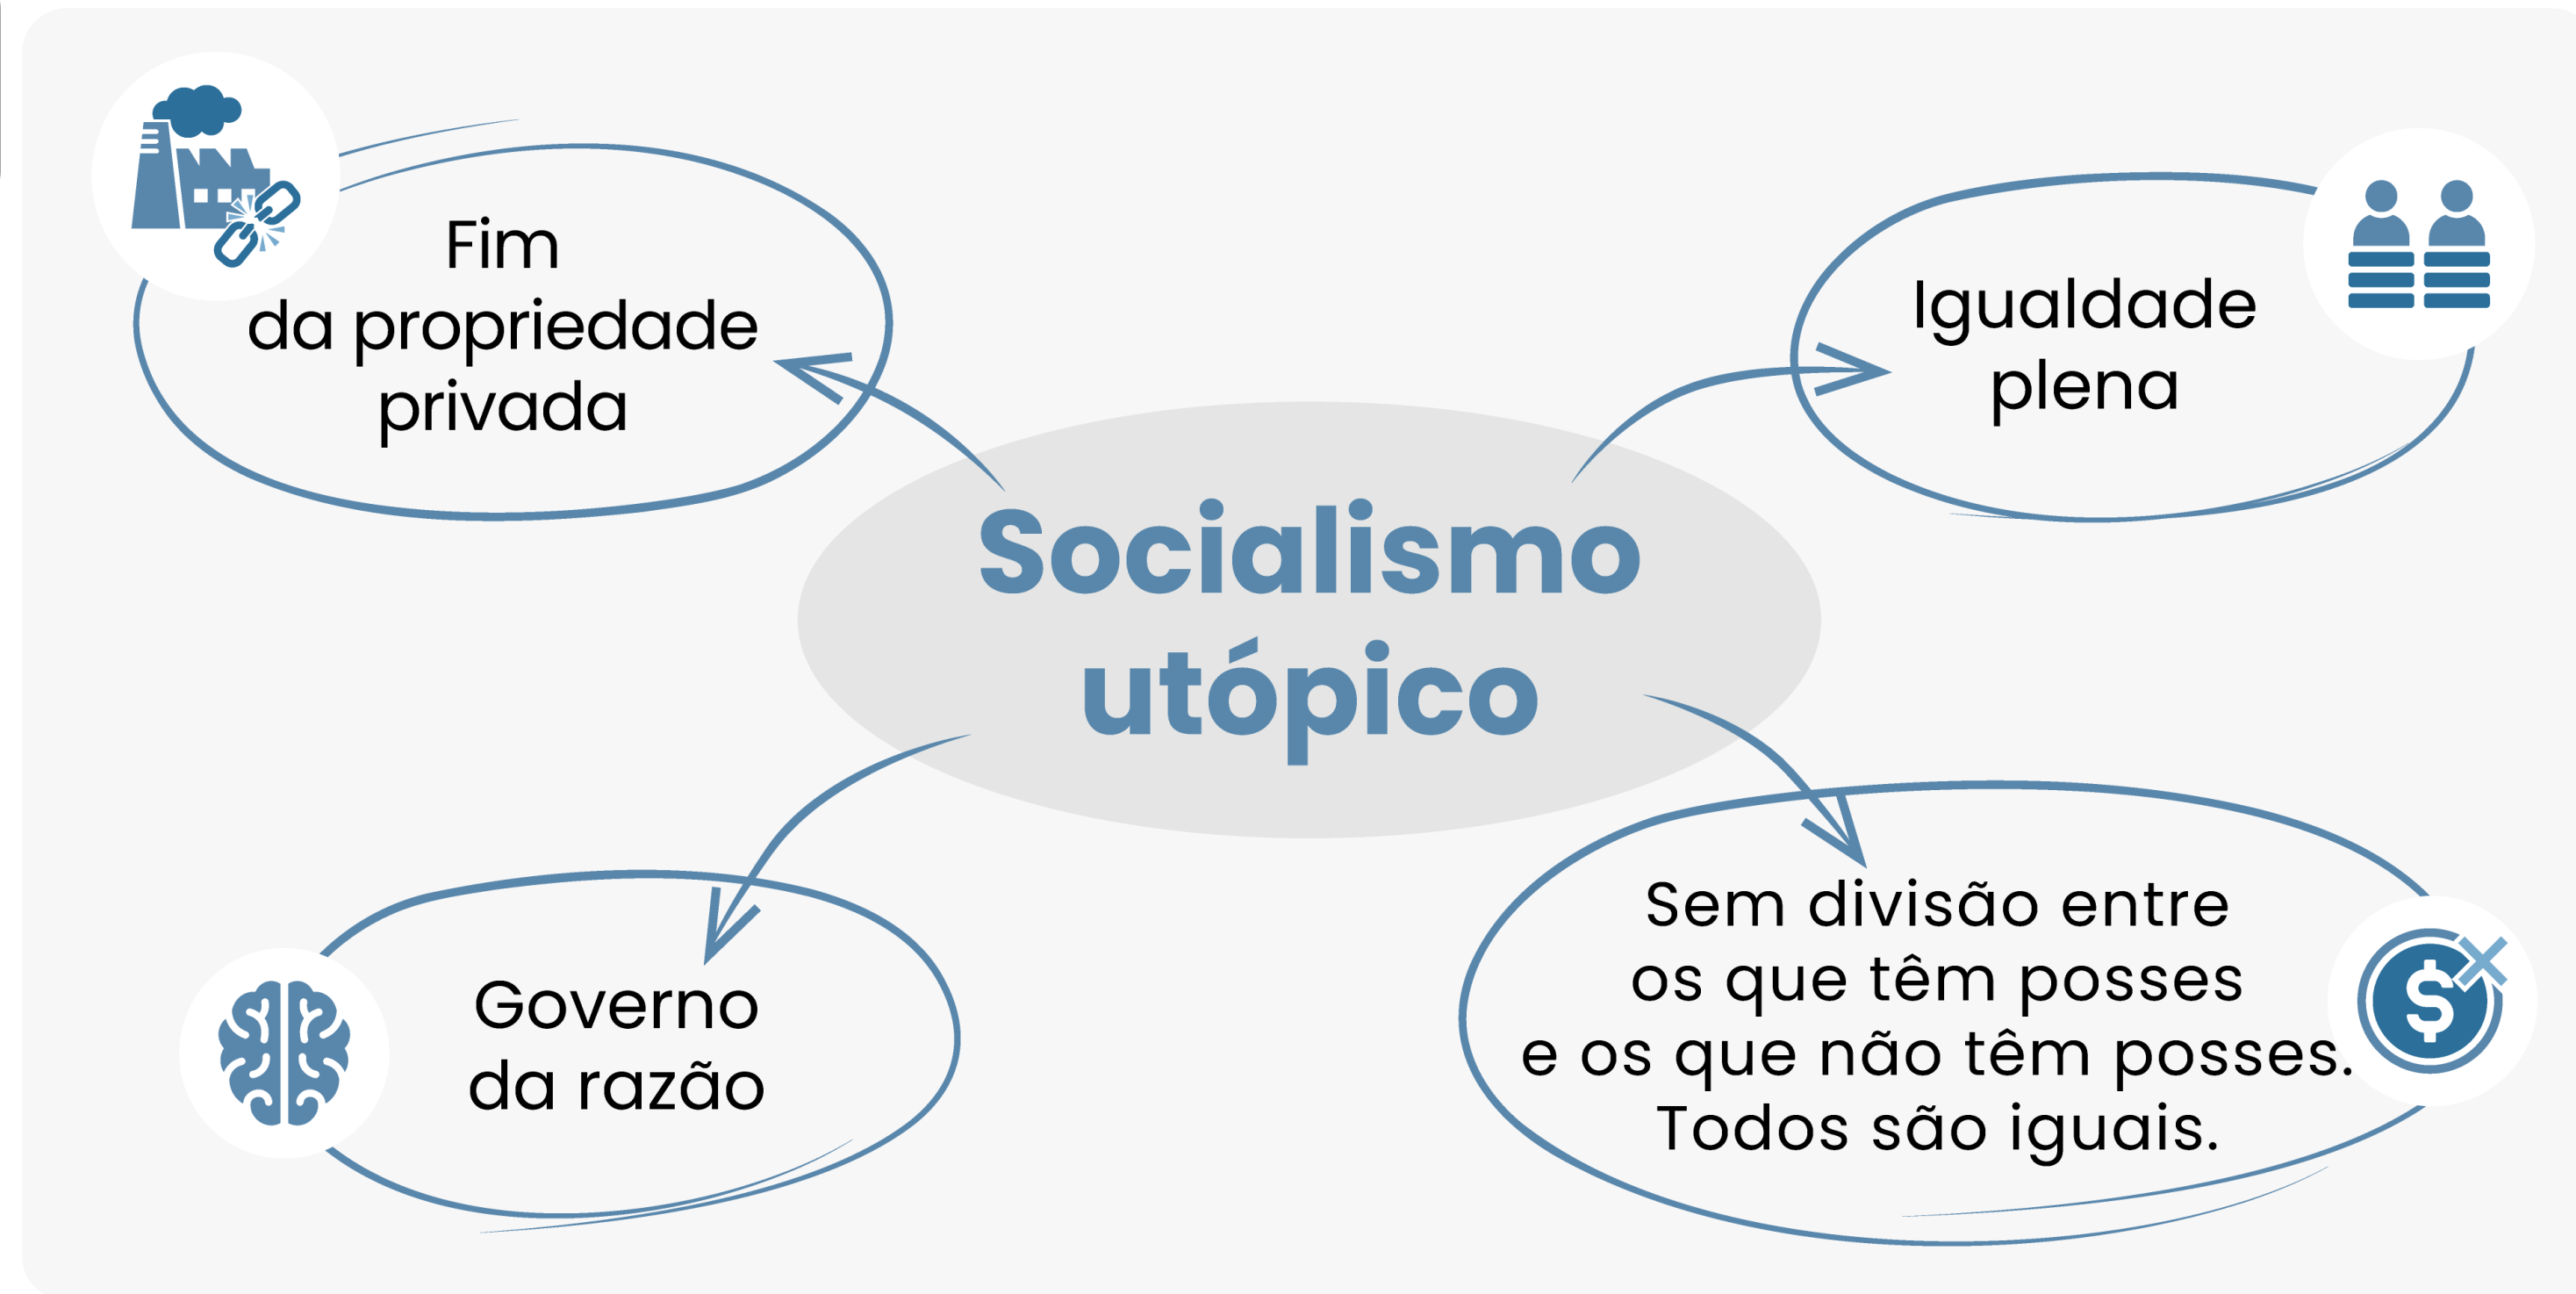 Fim
da propriedade
privada
Igualdade
plena
Socialismo
utópico
Governo
da razão
Sem divisão entre
os que têm posses
e os que não têm posses.
Todos são iguais.
$